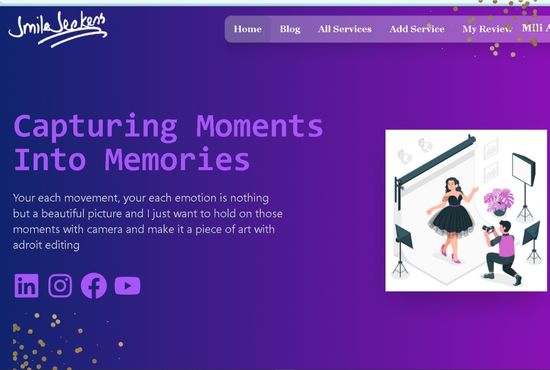 Smile Seekers
Home Blog All Services Add Service My Review Mili A
Capturing Moments
Into Memories
Your each movement, your each emotion is nothing
but a beautiful picture and I just want to hold on those
moments with camera and make it a piece of art with
adroit editing
in